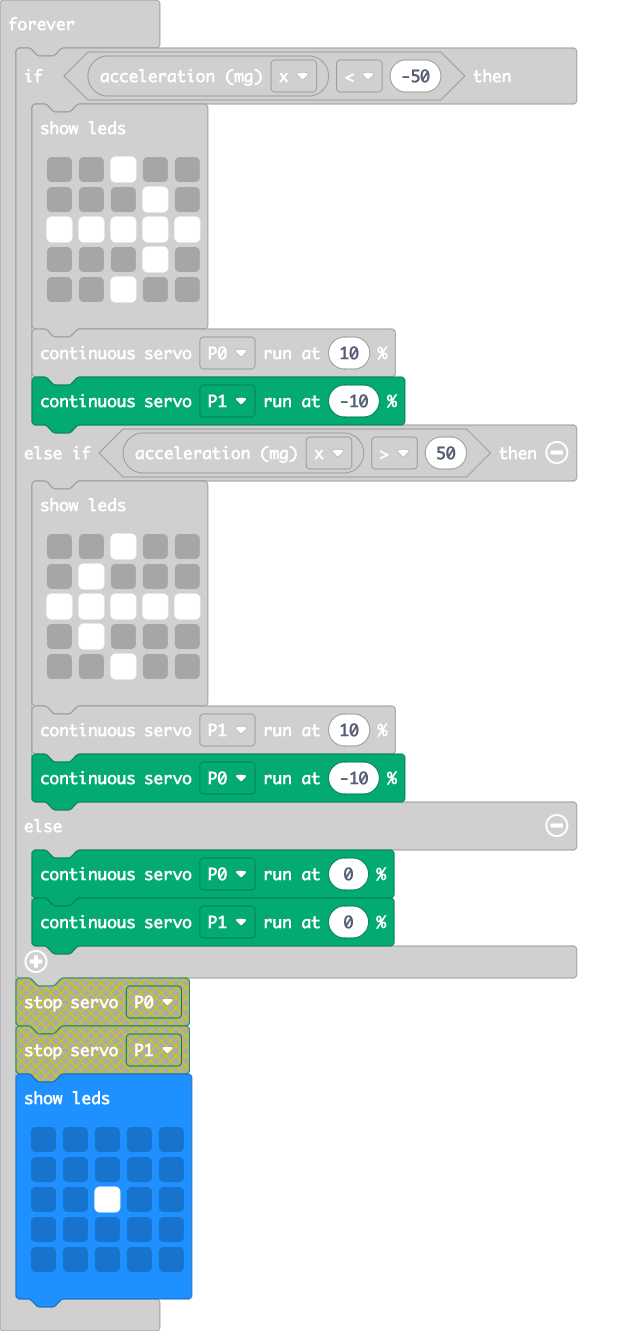 forever
if acceleration (mg) x < -50 then
show leds
continuous servo P0 run at 10 %
continuous servo P1 run at -10 %
else if acceleration (mg) x > 50 then
show leds
continuous servo P1 run at 10 %
continuous servo P0 run at -10 %
else
continuous servo P0 run at 0 %
continuous servo P1 run at 0 %
stop servo P0
stop servo P1
show leds